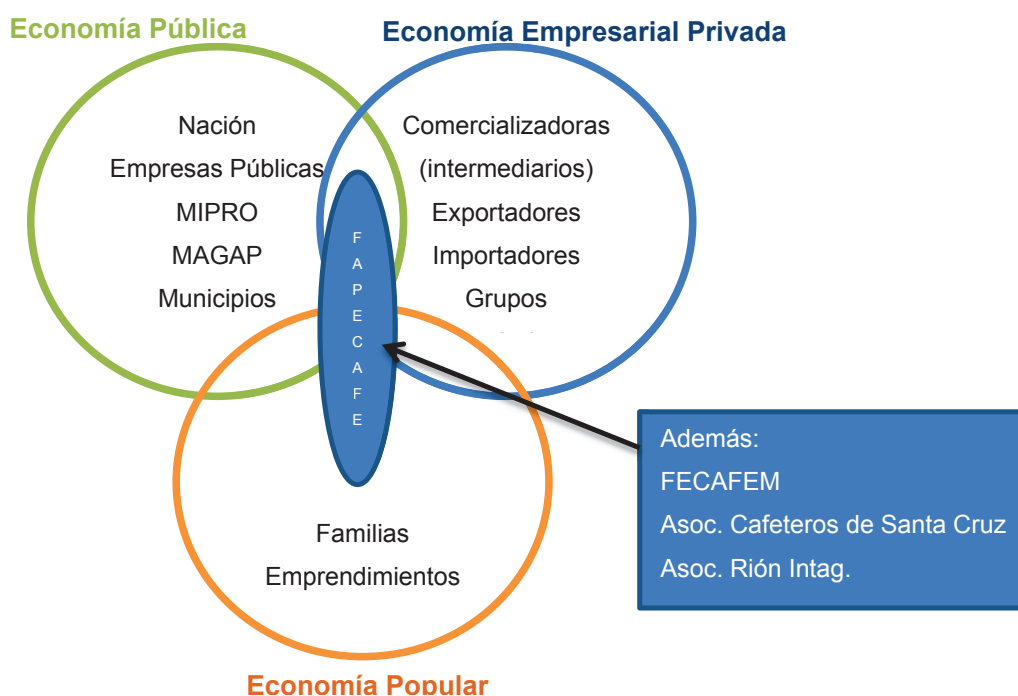 Economía Pública
Economía Empresarial Privada
Nación
Empresas Públicas
MIPRO
MAGAP
Municipios
Comercializadoras
(intermediarios)
Exportadores
Importadores
Grupos
FAPECAFE
Además:
FECAFEM
Asoc. Cafeteros de Santa Cruz
Asoc. Rión Intag.
Familias
Emprendimientos
Economía Popular